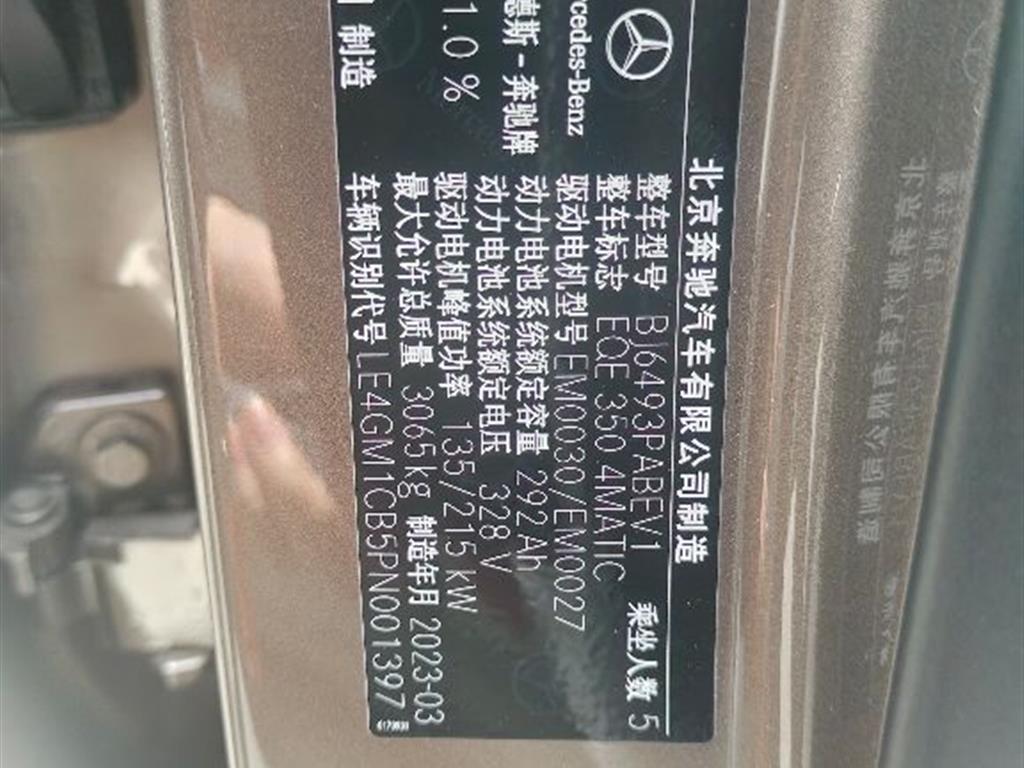 Mercedes-Benz
德斯-奔驰牌
1.0 %
制造
北京奔驰汽车有限公司制造
整车型号 BJ6493PABEV1
整车标志 EQE 350 4MATIC 乘坐人数 5
驱动电机型号 EM0030/EM0027
动力电池系统额定容量 292 Ah
动力电池系统额定电压 328 V
驱动电机峰值功率 135/215 kW
最大允许总质量 3065kg 制造年月 2023-03
车辆识别代号 LE4GM1CB5PN001397